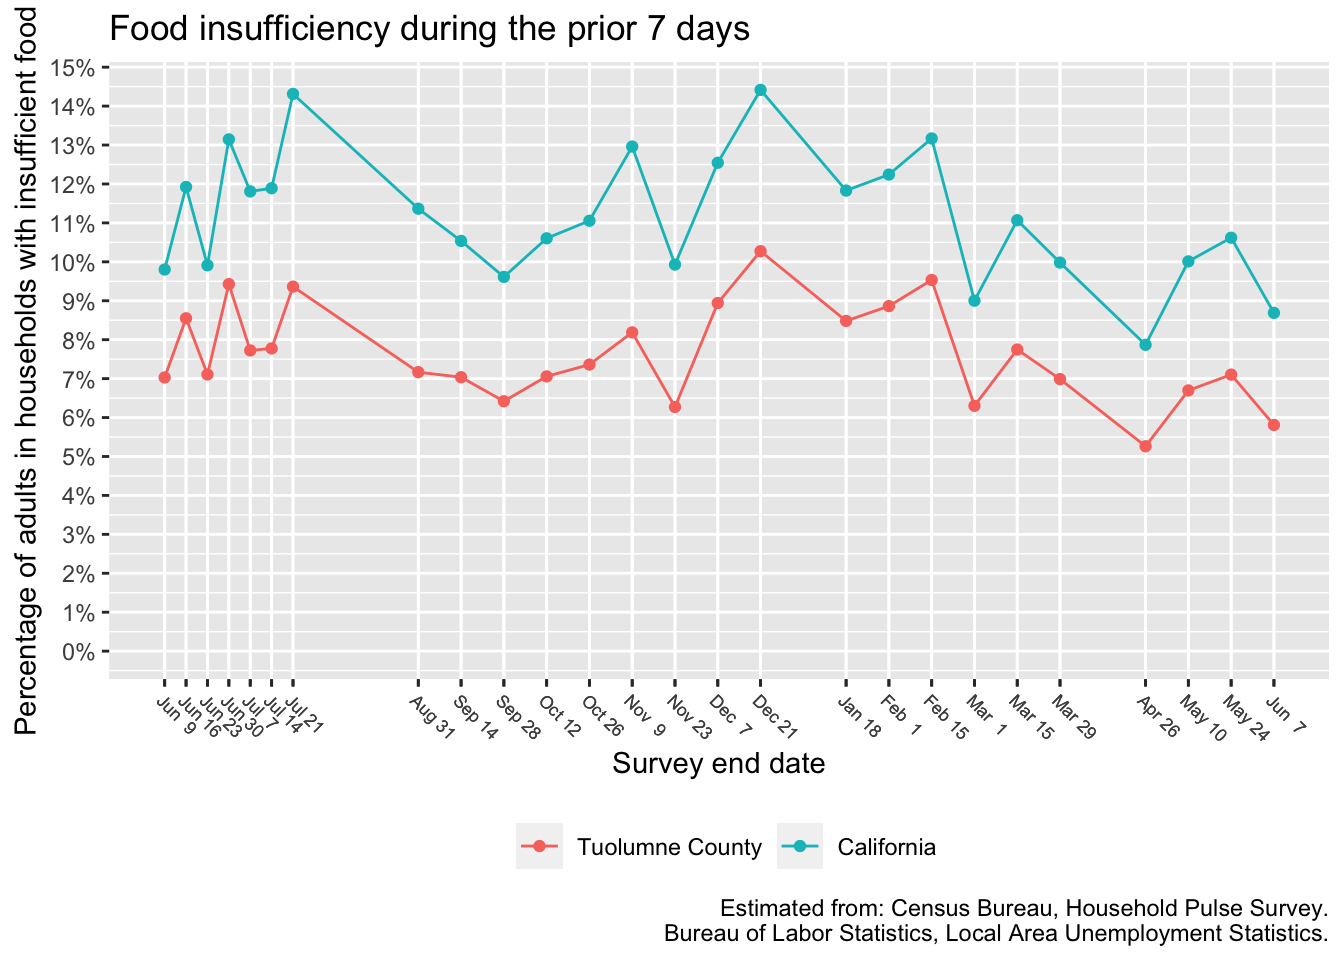 Food insufficiency during the prior 7 days
Percentage of adults in households with insufficient food
15%
14%
13%
12%
11%
10%
9%
8%
7%
6%
5%
4%
3%
2%
1%
0%
Jun 9
Jun 16
Jun 23
Jun 30
Jul 7
Jul 14
Jul 21
Aug 31
Sep 14
Sep 28
Oct 12
Oct 26
Nov 9
Nov 23
Dec 7
Dec 21
Jan 18
Feb 1
Feb 15
Mar 1
Mar 15
Mar 29
Apr 26
May 10
May 24
Jun 7
Survey end date
Tuolumne County
California
Estimated from: Census Bureau, Household Pulse Survey.
Bureau of Labor Statistics, Local Area Unemployment Statistics.